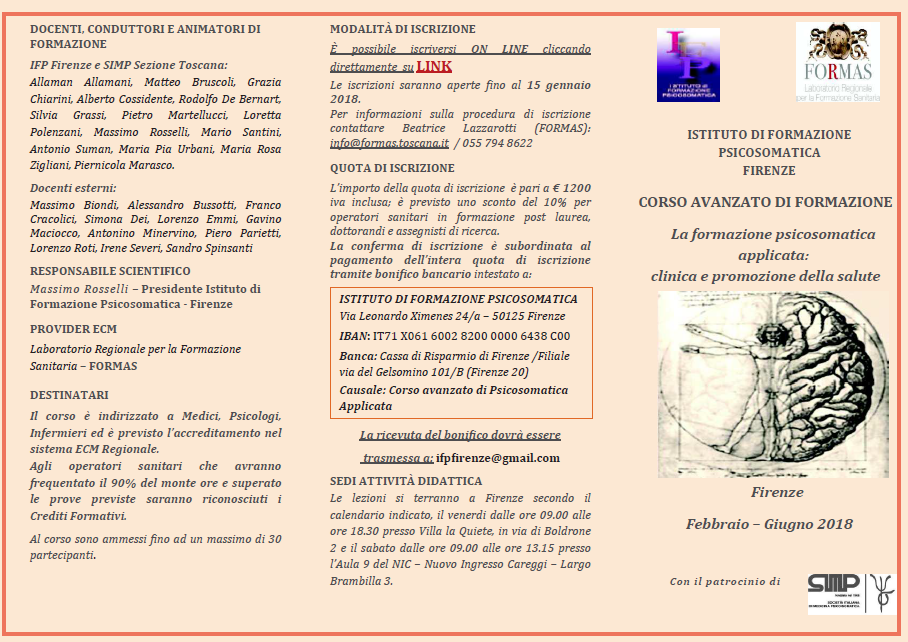 DOCENTI, CONDUTTORI E ANIMATORI DI
FORMAZIONE
IFP Firenze e SIMP Sezione Toscana:
Allaman Allamani, Matteo Bruscoli, Grazia
Chiarini, Alberto Cossidente, Rodolfo De Bernart,
Silvia Grassi, Pietro Martellucci, Loretta
Polenzani, Massimo Rosselli, Mario Santini,
Antonio Suman, Maria Pia Urbani, Maria Rosa
Zigliani, Piernicola Marasco.
Docenti esterni:
Massimo Biondi, Alessandro Bussotti, Franco
Cracolici, Simona Dei, Lorenzo Emmi, Gavino
Maciocco, Antonino Minervino, Piero Parietti,
Lorenzo Roti, Irene Severi, Sandro Spinsanti
RESPONSABILE SCIENTIFICO
Massimo Rosselli – Presidente Istituto di
Formazione Psicosomatica - Firenze
PROVIDER ECM
Laboratorio Regionale per la Formazione
Sanitaria – FORMAS
DESTINATARI
Il corso è indirizzato a Medici, Psicologi,
Infermieri ed è previsto l'accreditamento nel
sistema ECM Regionale.
Agli operatori sanitari che avranno
frequentato il 90% del monte ore e superato
le prove previste saranno riconosciuti i
Crediti Formativi.
Al corso sono ammessi fino ad un massimo di 30
partecipanti.
MODALITÀ DI ISCRIZIONE
È possibile iscriversi ON LINE cliccando
direttamente su LINK
Le iscrizioni saranno aperte fino al 15 gennaio
2018.
Per informazioni sulla procedura di iscrizione
contattare Beatrice Lazzarotti (FORMAS):
info@formas.toscana.it / 055 794 8622
QUOTA DI ISCRIZIONE
L'importo della quota di iscrizione è pari a € 1200
iva inclusa; è previsto uno sconto del 10% per
operatori sanitari in formazione post laurea,
dottorandi e assegnisti di ricerca.
La conferma di iscrizione è subordinata al
pagamento dell'intera quota di iscrizione
tramite bonifico bancario intestato a:
ISTITUTO DI FORMAZIONE PSICOSOMATICA
Via Leonardo Ximenes 24/a – 50125 Firenze
IBAN: IT71 X061 6002 8200 0000 6438 C00
Banca: Cassa di Risparmio di Firenze /Filiale
via del Gelsomino 101/B (Firenze 20)
Causale: Corso avanzato di Psicosomatica
Applicata
La ricevuta del bonifico dovrà essere
trasmessa a: ifpfirenze@gmail.com
SEDI ATTIVITÀ DIDATTICA
Le lezioni si terranno a Firenze secondo il
calendario indicato, il venerdì dalle ore 09.00 alle
ore 18.30 presso Villa la Quiete, in via di Boldrone
2 e il sabato dalle ore 09.00 alle ore 13.15 presso
l'Aula 9 del NIC – Nuovo Ingresso Careggi – Largo
Brambilla 3.
IFP
ISTITUTO DI
FORMAZIONE
PSICOSOMATICA
FORMAS
Laboratorio Regionale
per la Formazione Sanitaria
ISTITUTO DI FORMAZIONE
PSICOSOMATICA
FIRENZE
CORSO AVANZATO DI FORMAZIONE
La formazione psicosomatica
applicata:
clinica e promozione della salute
Firenze
Febbraio – Giugno 2018
Con il patrocinio di
SIMP
SOCIETÀ ITALIANA
DI MEDICINA PSICOSOMATICA